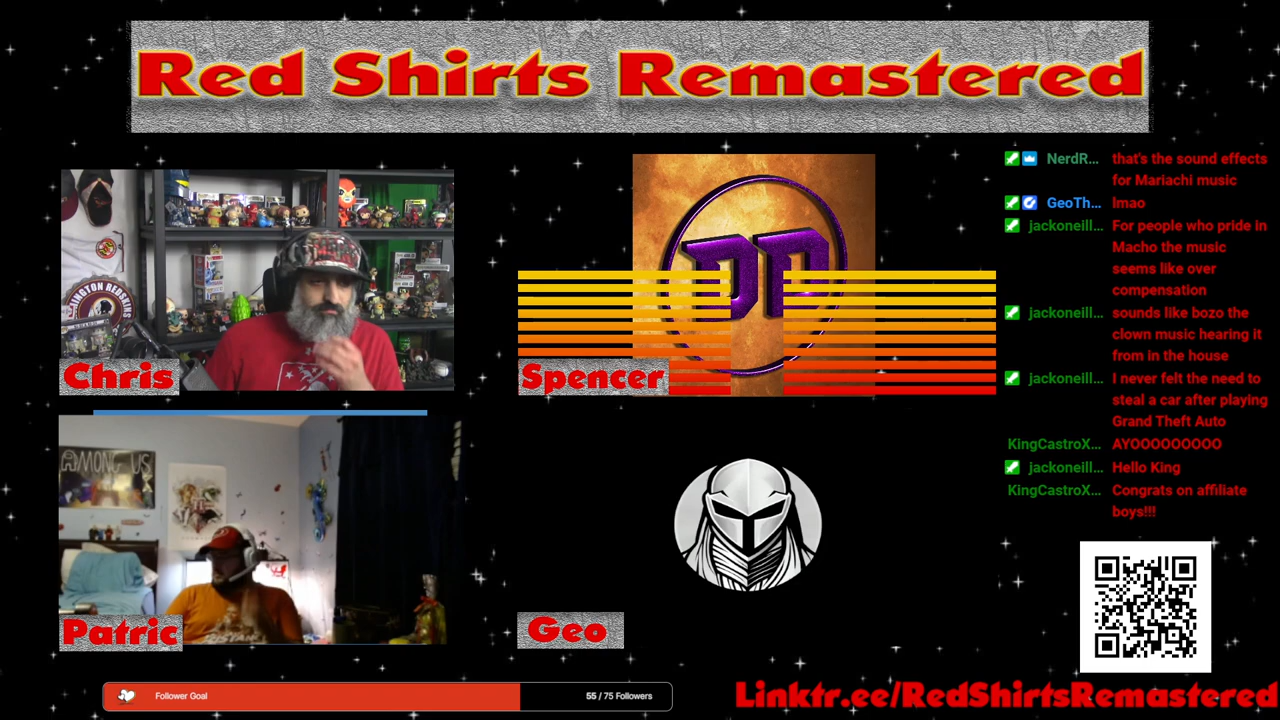 Red Shirts Remastered
NerdR... that's the sound effects
for Mariachi music
GeoTh... lmao
jackoneill... For people who pride in
Macho the music
seems like over
compensation
jackoneill... sounds like bozo the
clown music hearing it
from in the house
jackoneill... I never felt the need to
steal a car after playing
Grand Theft Auto
KingCastroX... AYOOOOOOOOO
jackoneill... Hello King
KingCastroX... Congrats on affiliate
boys!!!
Chris
DP
Spencer
AMONG US
Patric
Geo
Follower Goal 55 / 75 Followers
Linktr.ee/RedShirtsRemastered